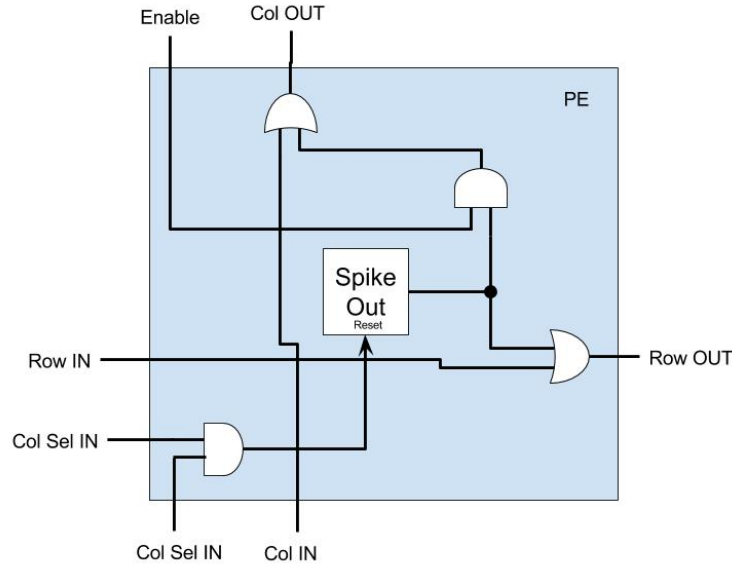 Enable
Col OUT
PE
Spike
Out
Reset
Row IN
Row OUT
Col Sel IN
Col Sel IN
Col IN